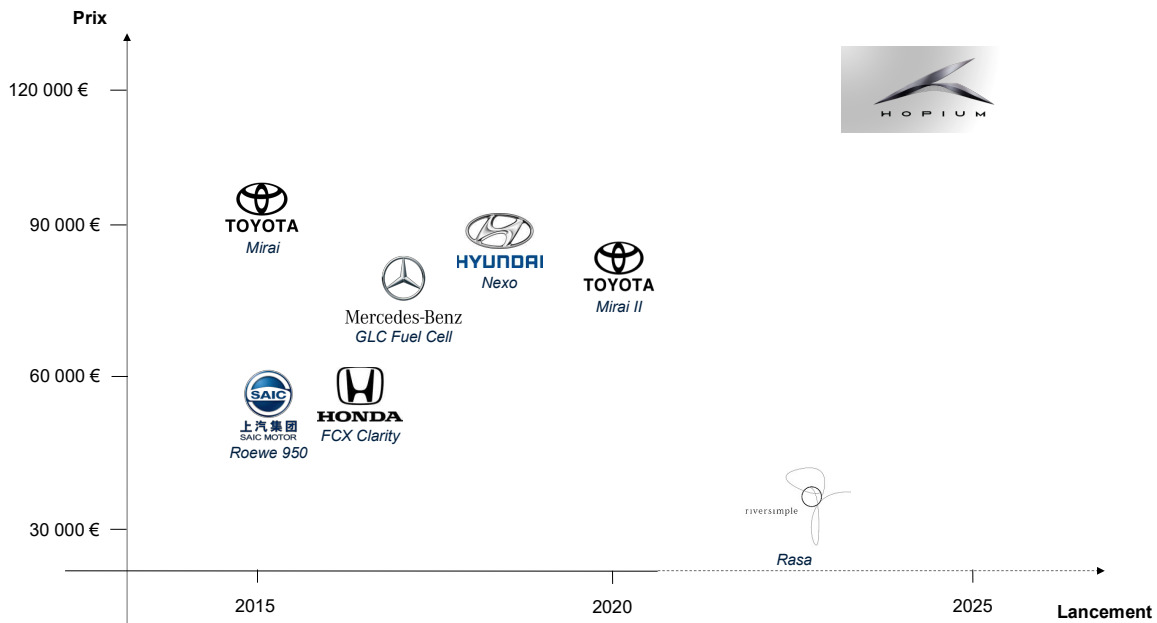 Prix
120 000 €
HOPIUM
90 000 €
TOYOTA
Mirai
HYUNDAI
Nexo
TOYOTA
Mirai II
Mercedes-Benz
GLC Fuel Cell
60 000 €
SAIC
上汽集团
SAIC MOTOR
Roewe 950
HONDA
FCX Clarity
riversimple
30 000 €
Rasa
2015
2020
2025
Lancement